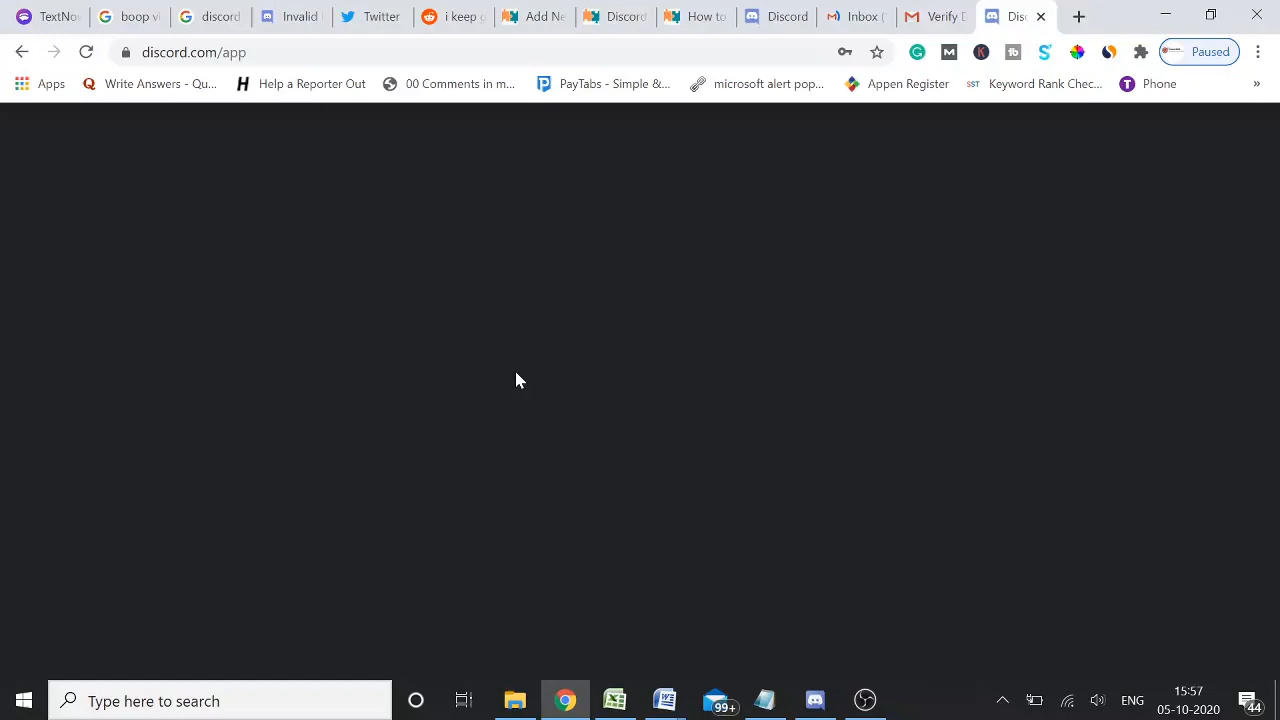 TextNo
boop v
discord
Invalid
Twitter
i keep g
Add Ne
Discord
How to
Discord
Inbox (
Verify D
Dis
discord.com/app
Paused
Apps
Write Answers - Qu...
Help a Reporter Out
00 Comments in m...
PayTabs - Simple &...
microsoft alert pop...
Appen Register
SST
Keyword Rank Chec...
Phone
»
Type here to search
99+
ENG
15:57
05-10-2020
44